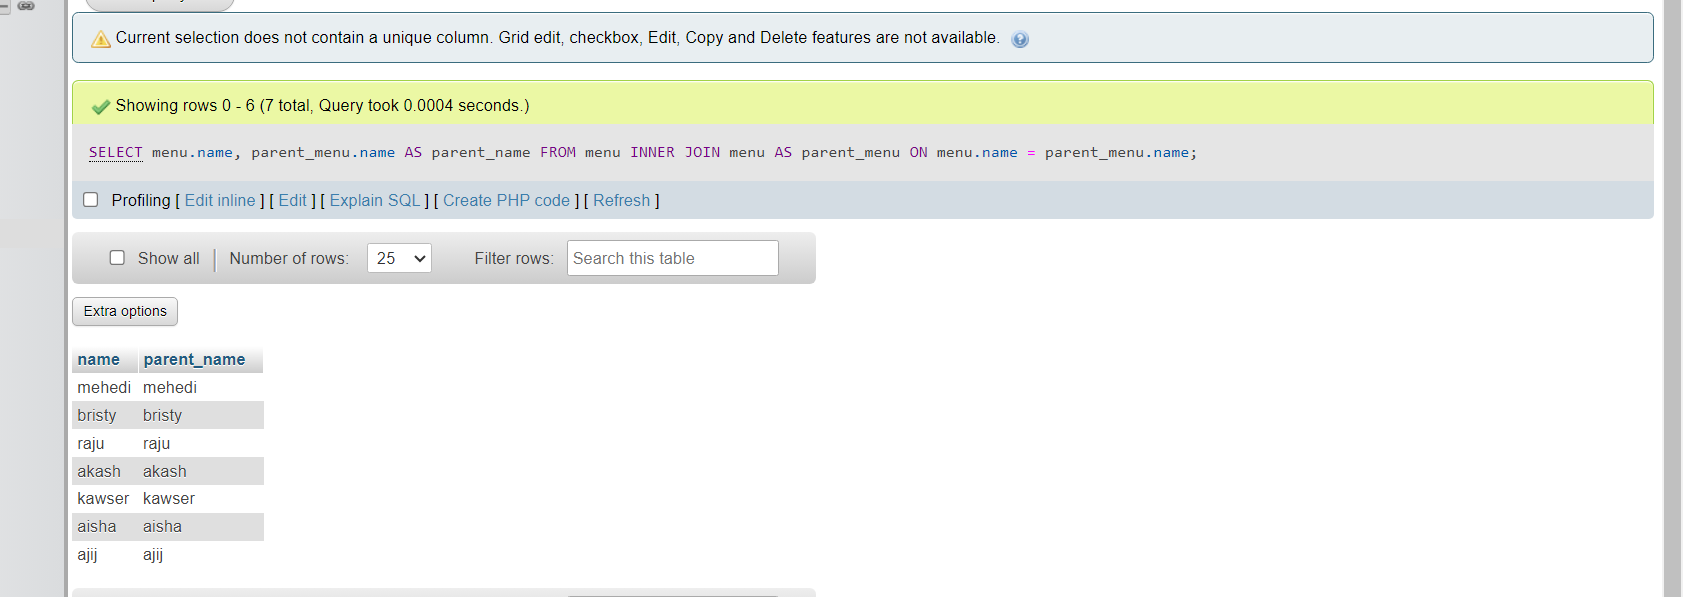 Current selection does not contain a unique column. Grid edit, checkbox, Edit, Copy and Delete features are not available.
Showing rows 0 - 6 (7 total, Query took 0.0004 seconds.)
SELECT menu.name, parent_menu.name AS parent_name FROM menu INNER JOIN menu AS parent_menu ON menu.name = parent_menu.name;
Profiling [ Edit inline ] [ Edit ] [ Explain SQL ] [ Create PHP code ] [ Refresh ]
Show all Number of rows: 25 Filter rows: Search this table
Extra options
name parent_name
mehedi mehedi
bristy bristy
raju raju
akash akash
kawser kawser
aisha aisha
ajij ajij